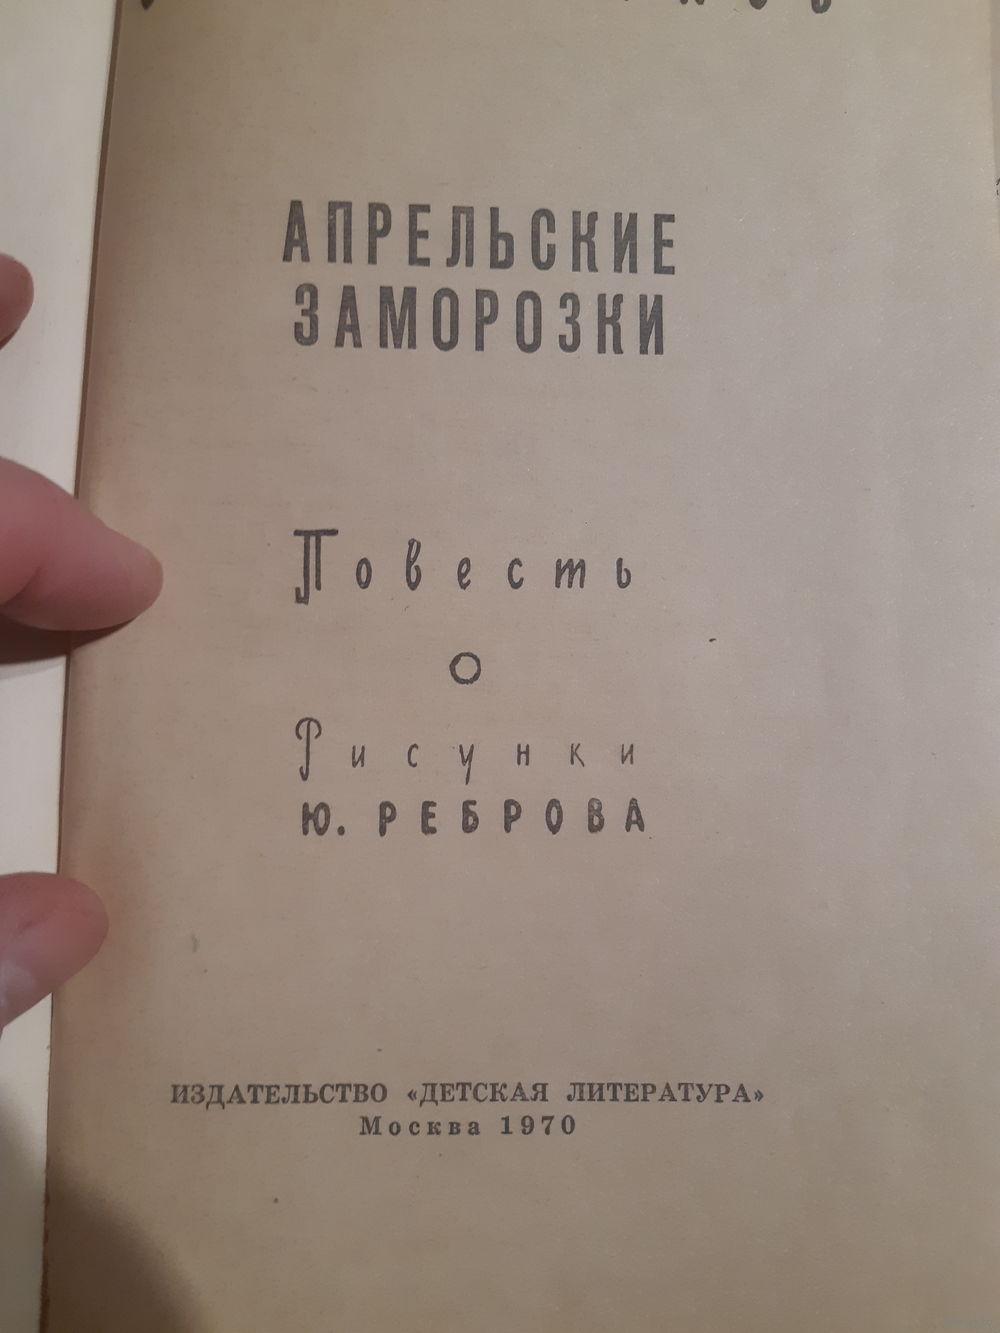 АПРЕЛЬСКИЕ
ЗАМОРОЗКИ
Повесть
Рисунки
Ю. РЕБРОВА
ИЗДАТЕЛЬСТВО «ДЕТСКАЯ ЛИТЕРАТУРА»
Москва 1970